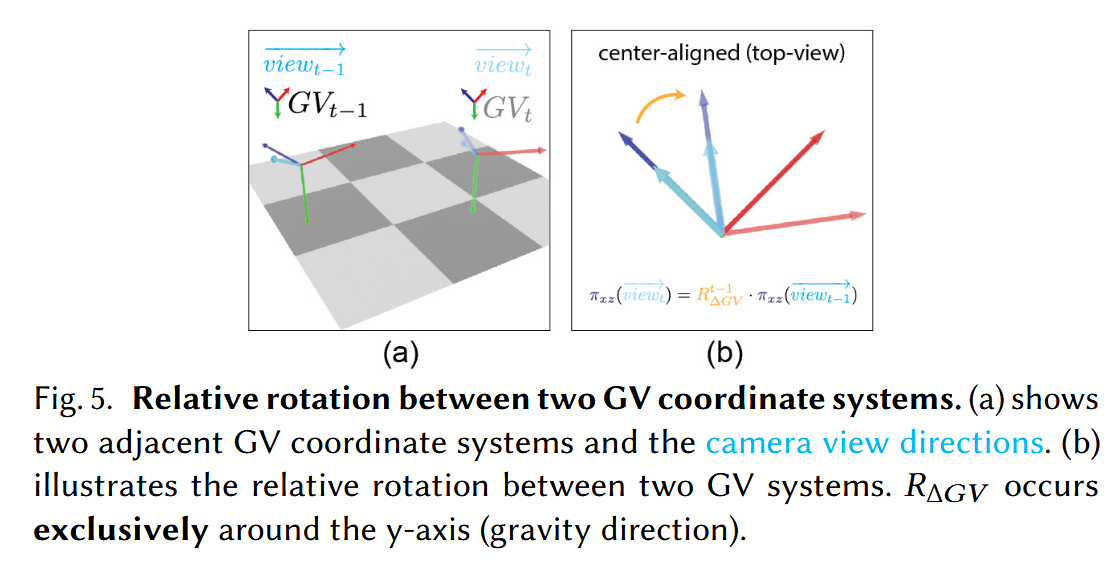 view_{t−1} view_t
GV_{t−1} GV_t
center-aligned (top-view)
π_{xz}(view_t) = R^{t−1}_{ΔGV} · π_{xz}(view_{t−1})
(a) (b)
Fig. 5. Relative rotation between two GV coordinate systems. (a) shows
two adjacent GV coordinate systems and the camera view directions. (b)
illustrates the relative rotation between two GV systems. R_{ΔGV} occurs
exclusively around the y-axis (gravity direction).